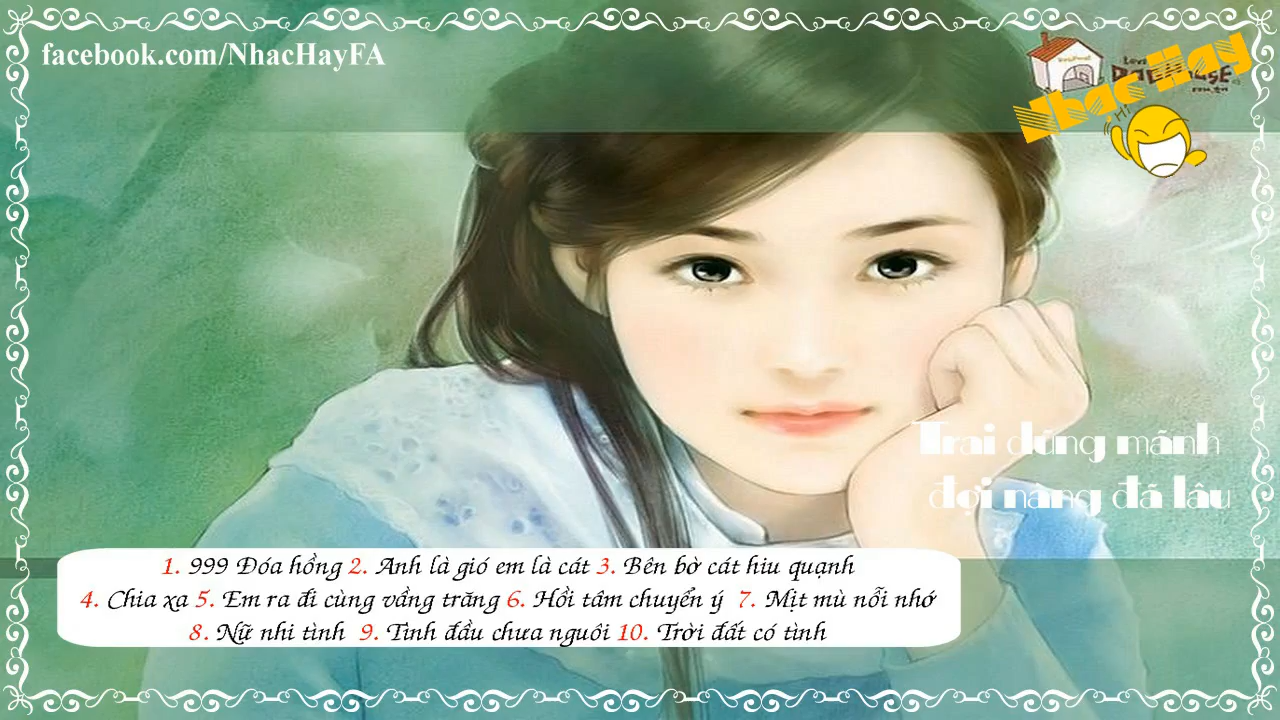 facebook.com/NhacHayFA
Nhạc Hay
HI
Trai dũng mãnh
đợi nàng đã lâu
1. 999 Đóa hồng 2. Anh là gió em là cát 3. Bên bờ cát hiu quạnh
4. Chia xa 5. Em ra đi cùng vầng trăng 6. Hồi tâm chuyển ý 7. Mịt mù nỗi nhớ
8. Nữ nhi tình 9. Tình đầu chưa nguôi 10. Trời đất có tình